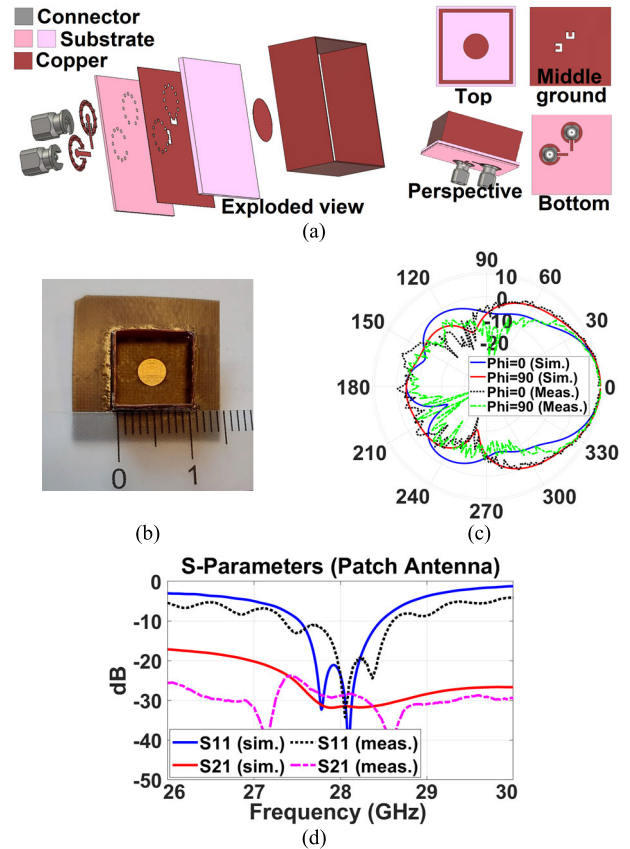 Connector
Substrate
Copper
Exploded view
Top
Middle
ground
Perspective
Bottom
(a)
0
1
(b)
90
120
60
150
30
180
0
210
330
240
300
270
10
0
-10
-20
Phi=0 (Sim.)
Phi=90 (Sim.)
Phi=0 (Meas.)
Phi=90 (Meas.)
(c)
S-Parameters (Patch Antenna)
0
-10
-20
-30
-40
-50
dB
S11 (sim.)
S11 (meas.)
S21 (sim.)
S21 (meas.)
26
27
28
29
30
Frequency (GHz)
(d)